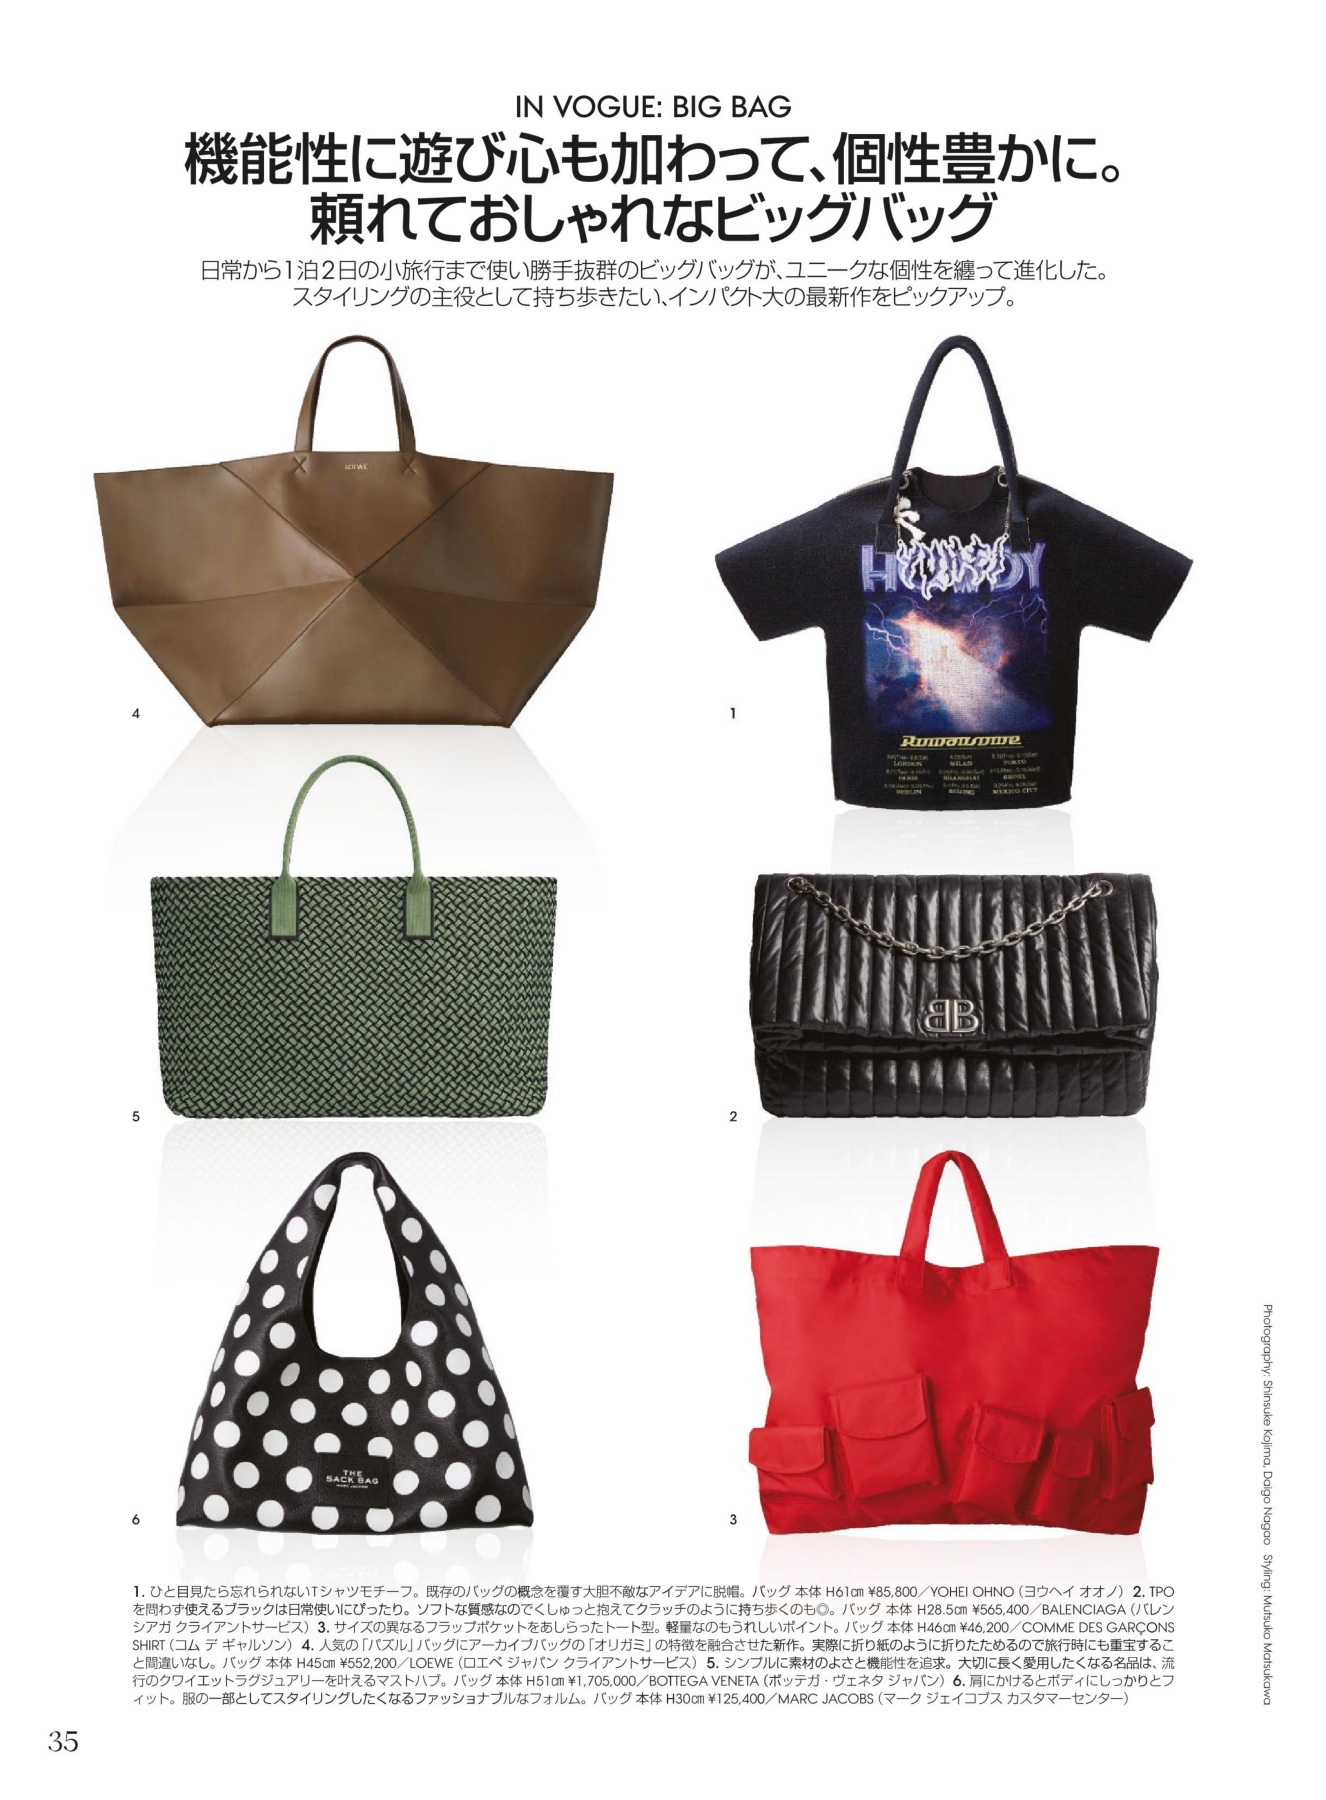 IN VOGUE: BIG BAG
機能性に遊び心も加わって、個性豊かに。
頼れておしゃれなビッグバッグ
日常から1泊2日の小旅行まで使い勝手抜群のビッグバッグが、ユニークな個性を纏って進化した。
スタイリングの主役として持ち歩きたい、インパクト大の最新作をピックアップ。
LOEWE
4
LONDON MILAN TOKYO
PARIS SHANGHAI SEOUL
BERLIN BEIJING MEXICO CITY
1
5
BB
2
THE
SACK BAG
MARC JACOBS
6
3
1. ひと目見たら忘れられないTシャツモチーフ。既存のバッグの概念を覆す大胆不敵なアイデアに脱帽。バッグ 本体 H61㎝ ¥85,800／YOHEI OHNO（ヨウヘイ オオノ） 2. TPO
を問わず使えるブラックは日常使いにぴったり。ソフトな質感なのでくしゅっと抱えてクラッチのように持ち歩くのも◎。バッグ 本体 H28.5㎝ ¥565,400／BALENCIAGA（バレン
シアガ クライアントサービス） 3. サイズの異なるフラップポケットをあしらったトート型。軽量なのもうれしいポイント。バッグ 本体 H46㎝ ¥46,200／COMME DES GARÇONS
SHIRT（コム デ ギャルソン） 4. 人気の「パズル」バッグにアーカイブバッグの「オリガミ」の特徴を融合させた新作。実際に折り紙のように折りたためるので旅行時にも重宝するこ
と間違いなし。バッグ 本体 H45㎝ ¥552,200／LOEWE（ロエベ ジャパン クライアントサービス） 5. シンプルに素材のよさと機能性を追求。大切に長く愛用したくなる名品は、流
行のクワイエットラグジュアリーを叶えるマストハブ。バッグ 本体 H51㎝ ¥1,705,000／BOTTEGA VENETA（ボッテガ・ヴェネタ ジャパン） 6. 肩にかけるとボディにしっかりとフ
ィット。服の一部としてスタイリングしたくなるファッショナブルなフォルム。バッグ 本体 H30㎝ ¥125,400／MARC JACOBS（マーク ジェイコブス カスタマーセンター）
Photography: Shinsuke Kojima, Daigo Nagao Styling: Mutsuko Matsukawa
35